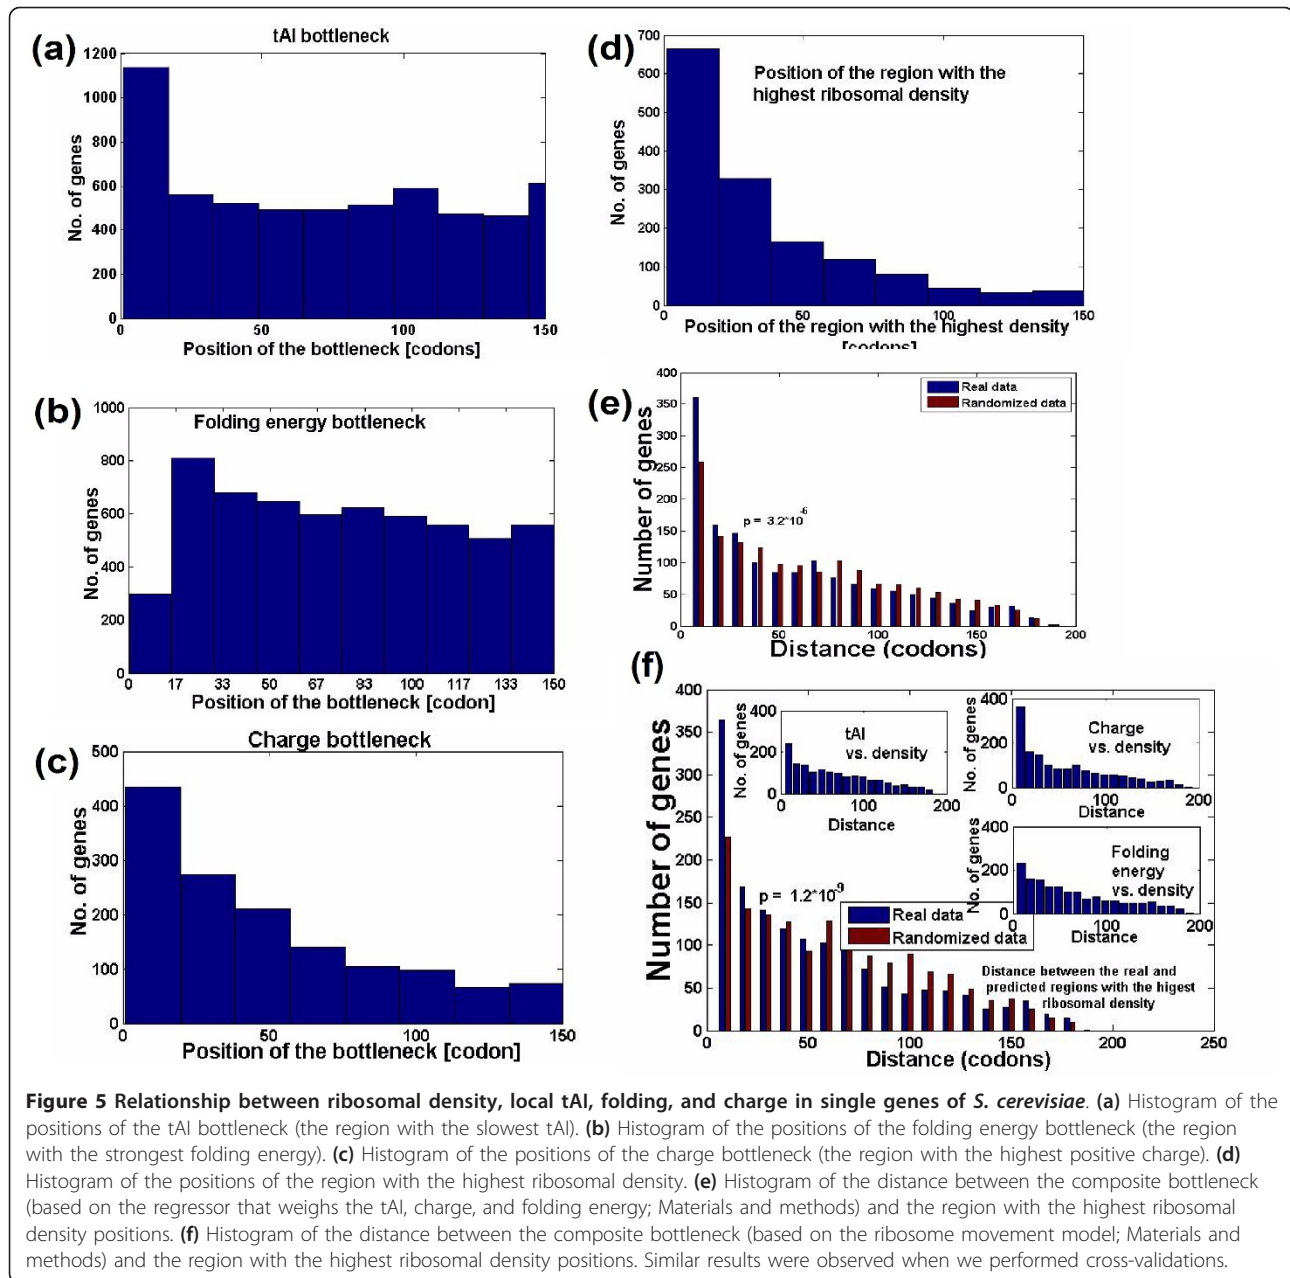 (a)
tAI bottleneck
1200
1000
800
600
400
200
0
No. of genes
0 50 100 150
Position of the bottleneck [codons]
(b)
Folding energy bottleneck
1000
800
600
400
200
0
No. of genes
0 17 33 50 67 83 100 117 133 150
Position of the bottleneck [codon]
(c)
Charge bottleneck
500
400
300
200
100
0
No. of genes
50 100 150
Position of the bottleneck [codon]
(d)
700
600
500
400
300
200
100
0
No. of genes
Position of the region with the
highest ribosomal density
0 50 100 150
Position of the region with the highest density
[codons]
(e)
400
350
300
250
200
150
100
50
0
Number of genes
Real data
Randomized data
p = 3.2*10-6
0 50 100 150 200
Distance (codons)
(f)
400
350
300
250
200
150
100
50
0
Number of genes
400
200
0
No. of genes
tAI
vs. density
0 100 200
Distance
400
200
0
No. of genes
Charge
vs. density
0 100 200
Distance
400
200
0
No. of genes
Folding
energy
vs. density
0 100 200
Distance
p = 1.2*10-9
Real data
Randomized data
Distance between the real and
predicted regions with the higest
ribosomal density
0 50 100 150 200 250
Distance (codons)
Figure 5 Relationship between ribosomal density, local tAI, folding, and charge in single genes of S. cerevisiae. (a) Histogram of the
positions of the tAI bottleneck (the region with the slowest tAI). (b) Histogram of the positions of the folding energy bottleneck (the region
with the strongest folding energy). (c) Histogram of the positions of the charge bottleneck (the region with the highest positive charge). (d)
Histogram of the positions of the region with the highest ribosomal density. (e) Histogram of the distance between the composite bottleneck
(based on the regressor that weighs the tAI, charge, and folding energy; Materials and methods) and the region with the highest ribosomal
density positions. (f) Histogram of the distance between the composite bottleneck (based on the ribosome movement model; Materials and
methods) and the region with the highest ribosomal density positions. Similar results were observed when we performed cross-validations.